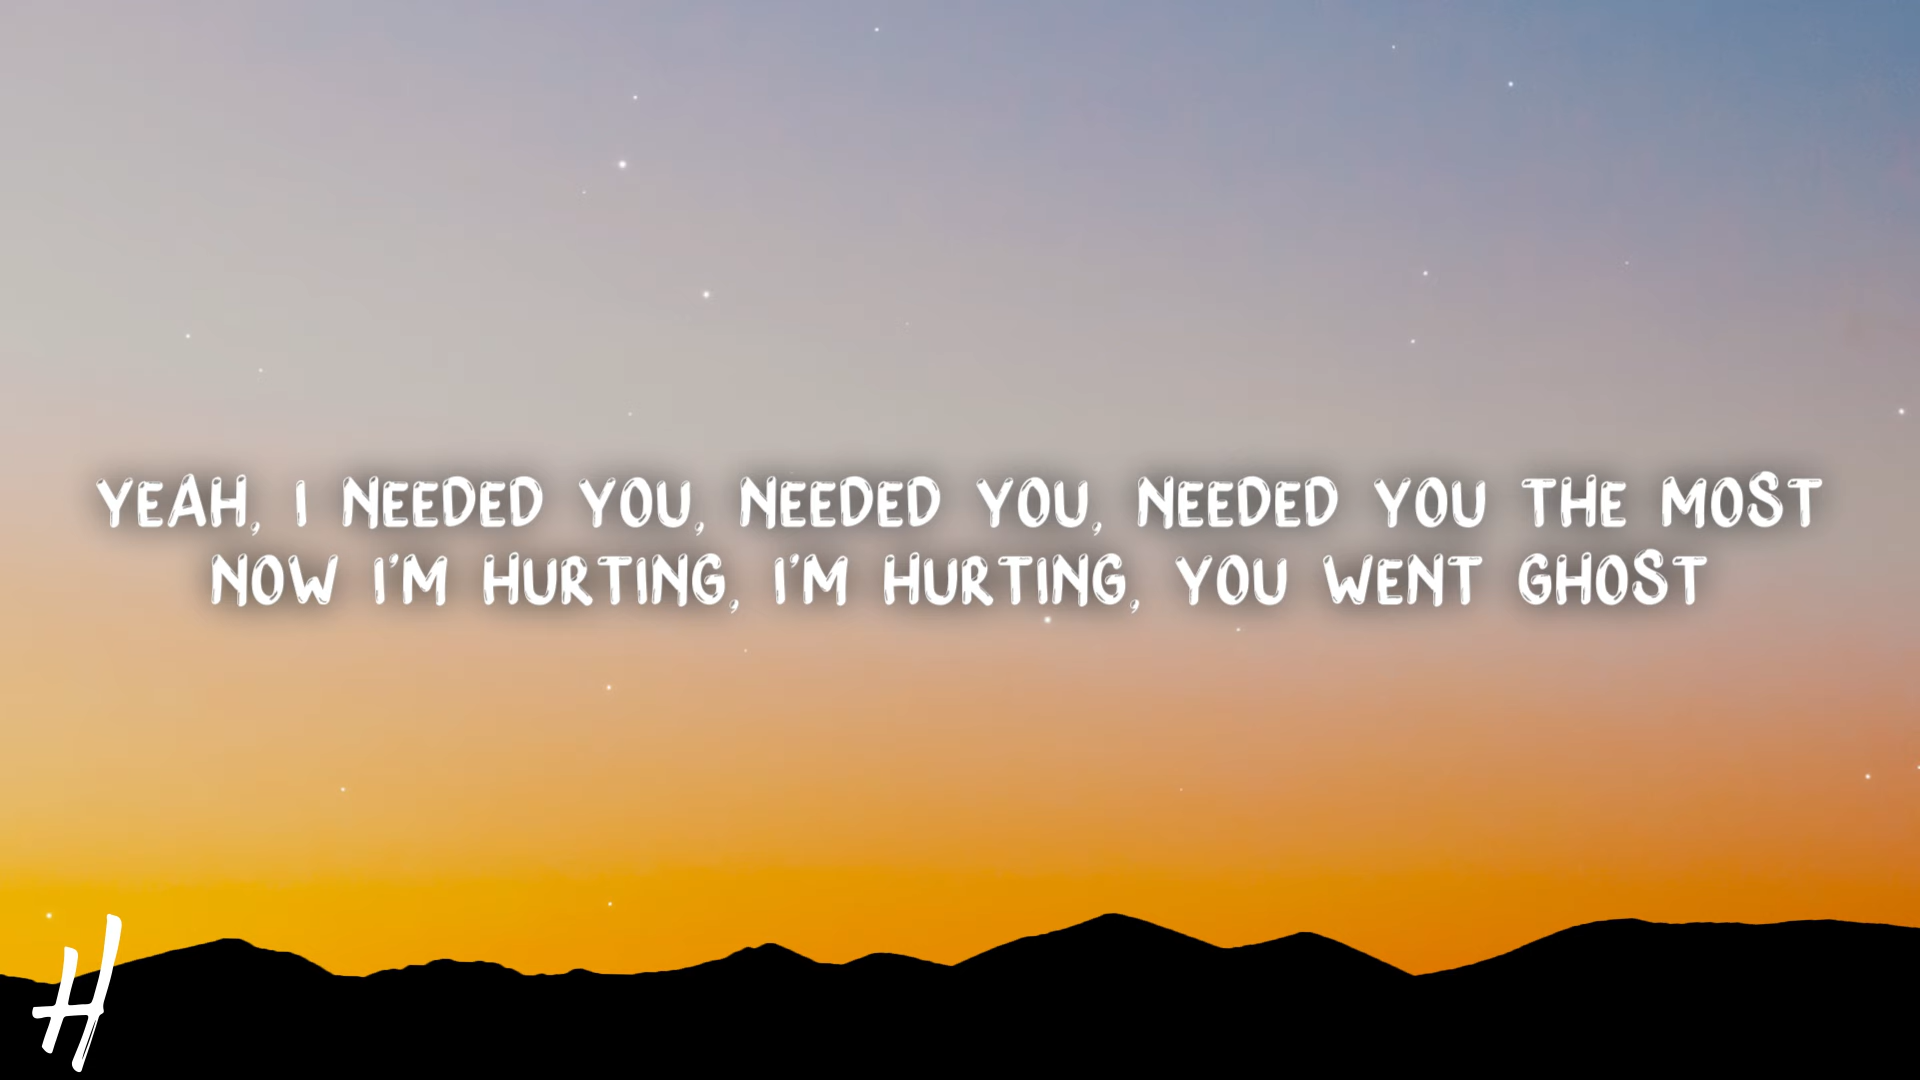 YEAH, I NEEDED YOU, NEEDED YOU, NEEDED YOU THE MOST
NOW I'M HURTING, I'M HURTING, YOU WENT GHOST
H